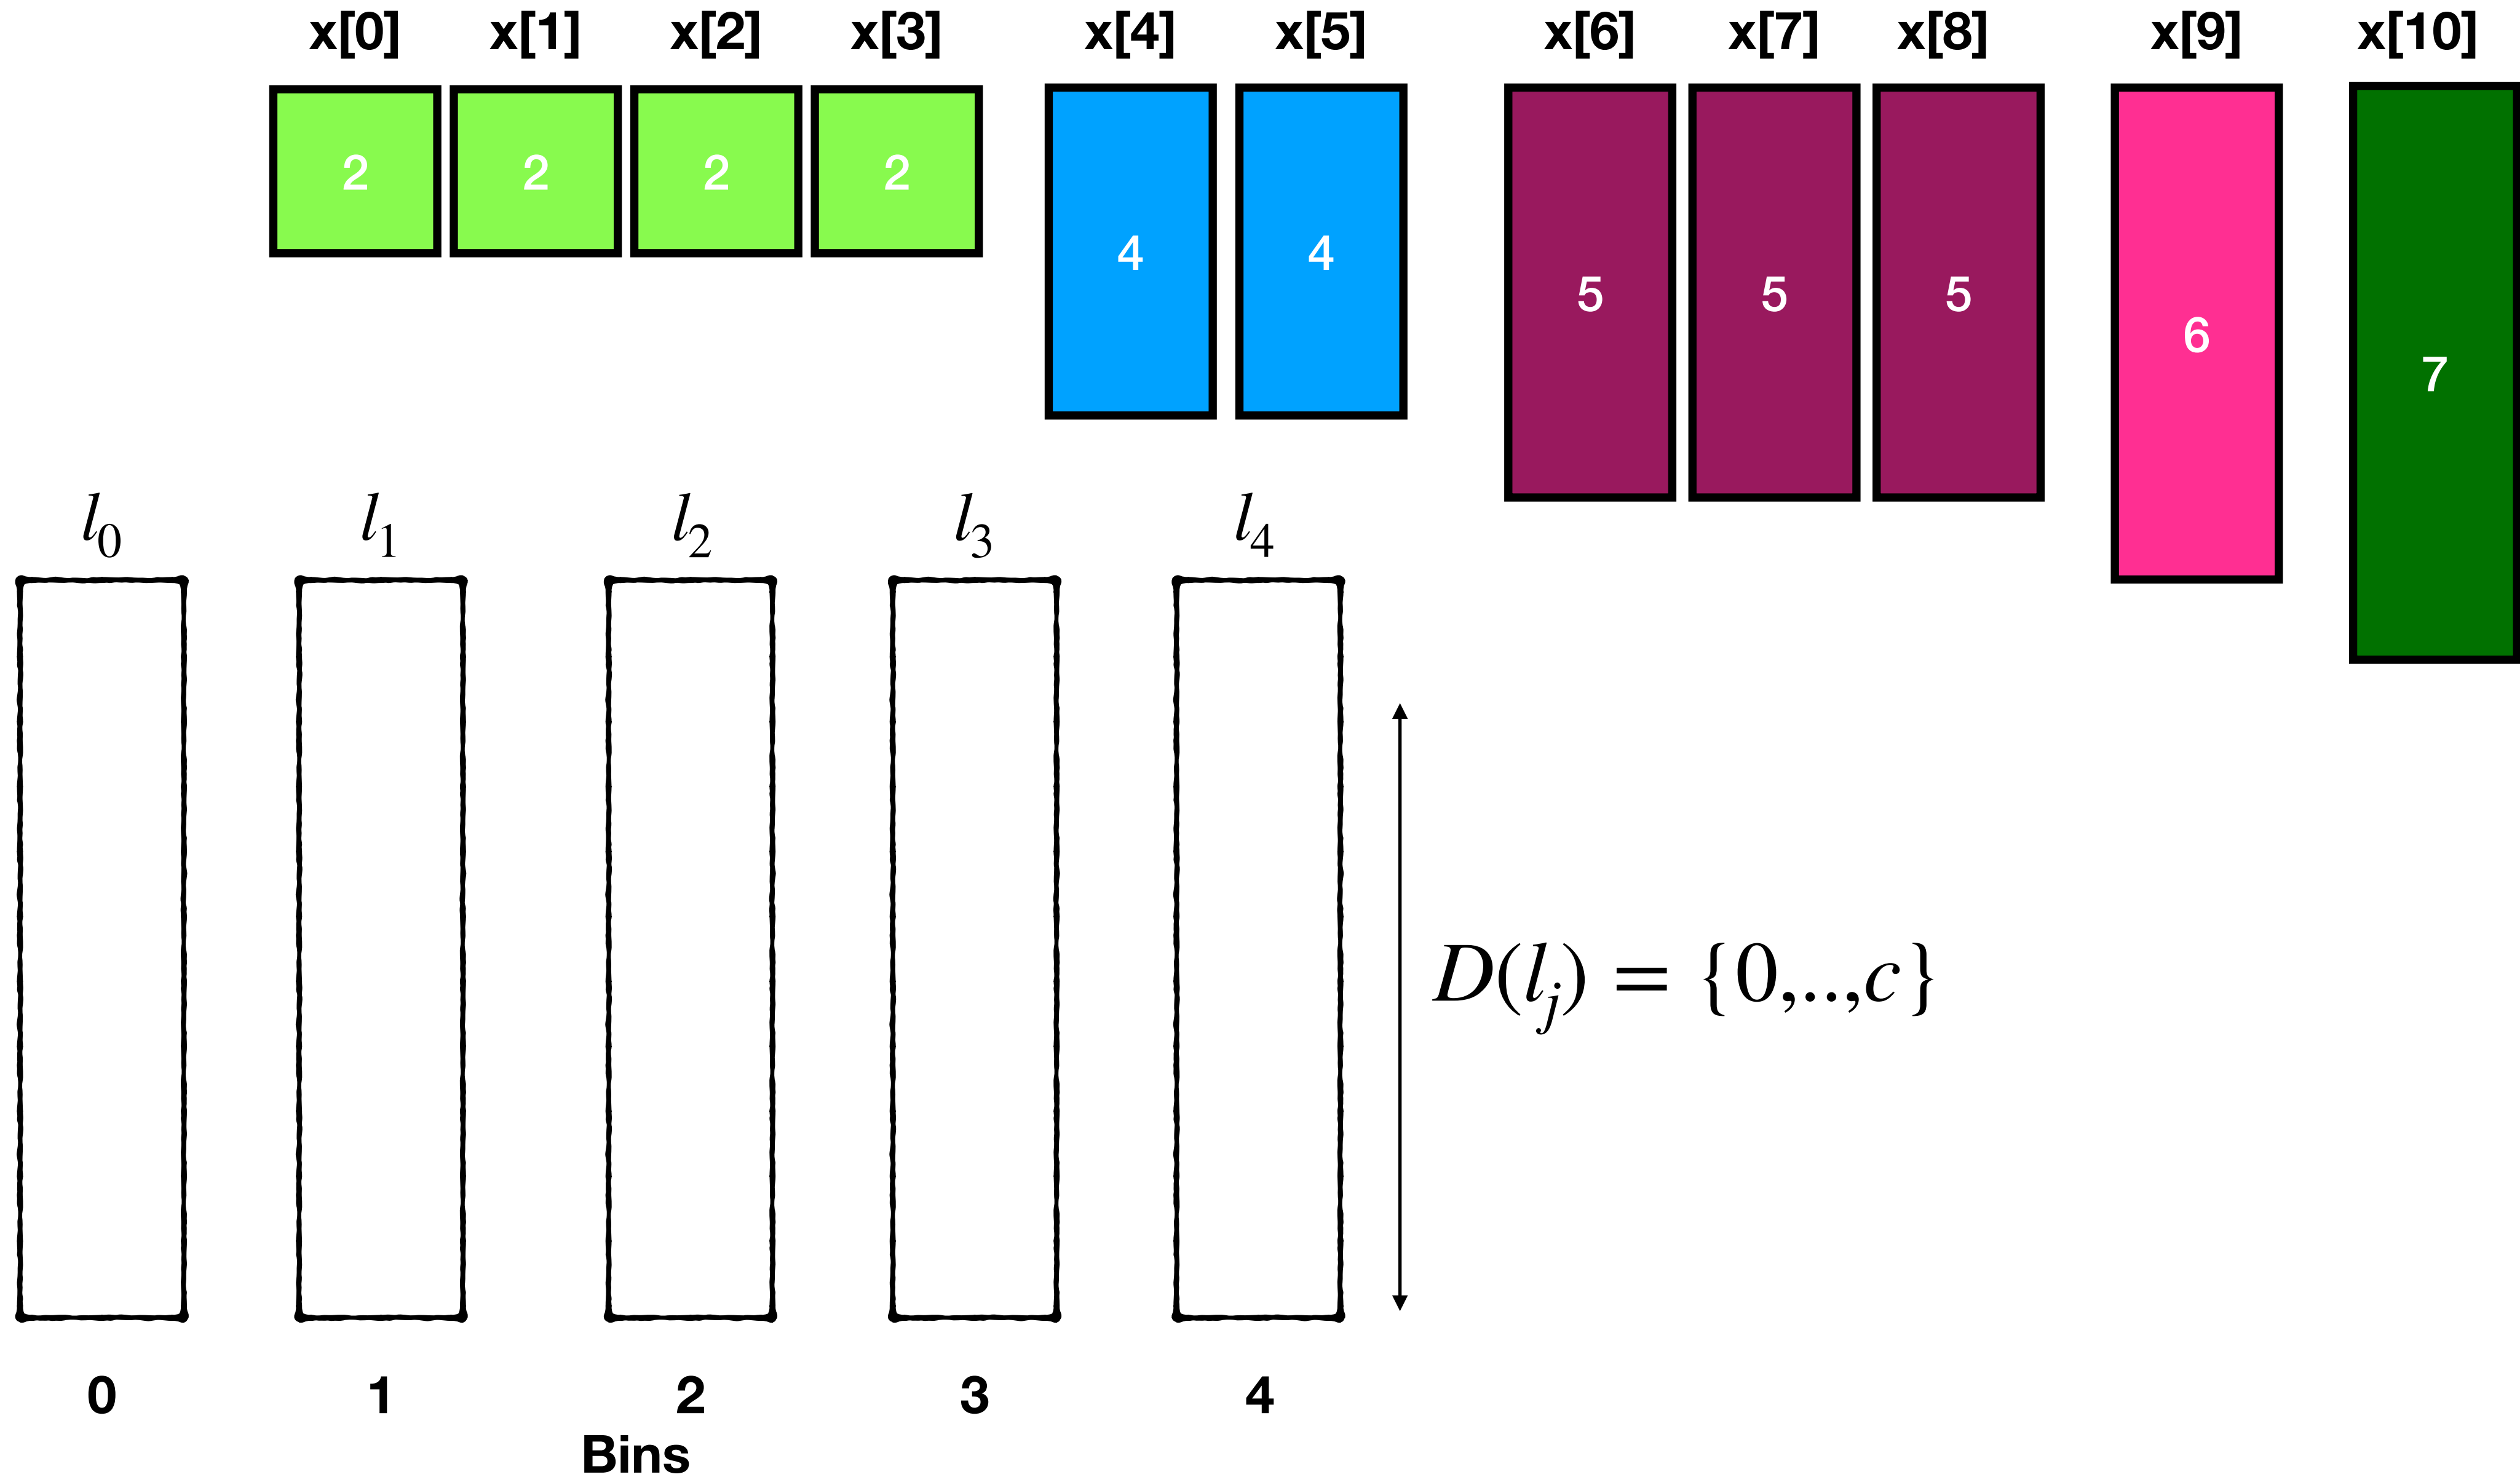 x[0] x[1] x[2] x[3] x[4] x[5] x[6] x[7] x[8] x[9] x[10]
2 2 2 2 4 4 5 5 5 6 7
l₀ l₁ l₂ l₃ l₄
D(lⱼ) = {0,..,c}
0 1 2 3 4
Bins